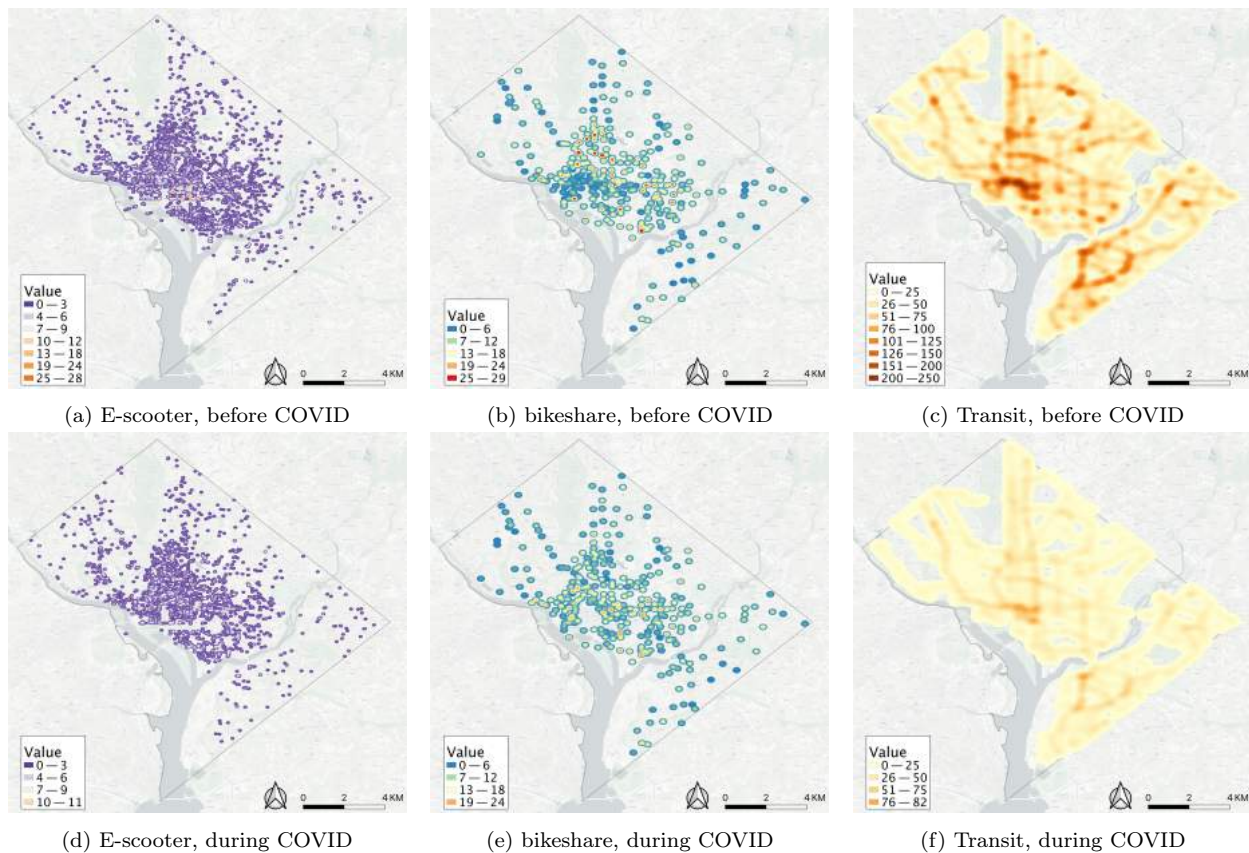 Value
0 — 3
4 — 6
7 — 9
10 — 12
13 — 18
19 — 24
25 — 28
0 2 4 KM
(a) E-scooter, before COVID
Value
0 — 6
7 — 12
13 — 18
19 — 24
25 — 29
0 2 4 KM
(b) bikeshare, before COVID
Value
0 — 25
26 — 50
51 — 75
76 — 100
101 — 125
126 — 150
151 — 200
200 — 250
0 2 4 KM
(c) Transit, before COVID
Value
0 — 3
4 — 6
7 — 9
10 — 11
0 2 4 KM
(d) E-scooter, during COVID
Value
0 — 6
7 — 12
13 — 18
19 — 24
0 2 4 KM
(e) bikeshare, during COVID
Value
0 — 25
26 — 50
51 — 75
76 — 82
0 2 4 KM
(f) Transit, during COVID